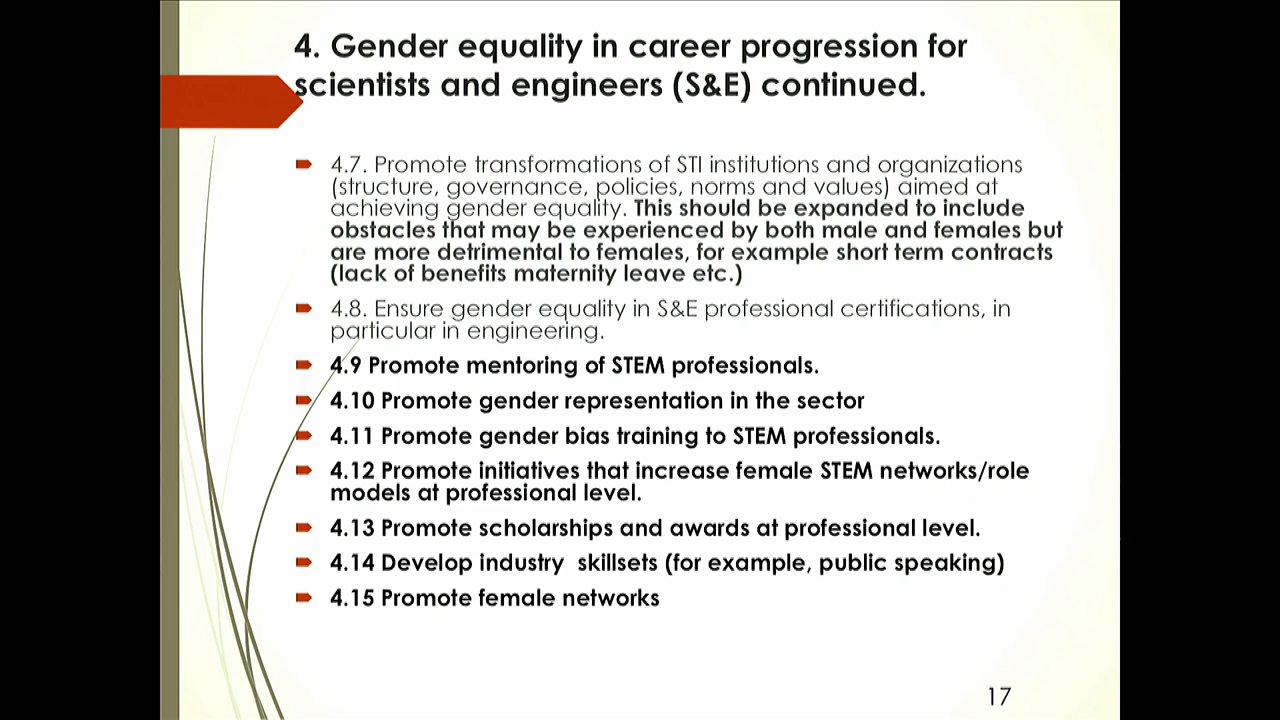 4. Gender equality in career progression for
scientists and engineers (S&E) continued.
4.7. Promote transformations of STI institutions and organizations
(structure, governance, policies, norms and values) aimed at
achieving gender equality. This should be expanded to include
obstacles that may be experienced by both male and females but
are more detrimental to females, for example short term contracts
(lack of benefits maternity leave etc.)
4.8. Ensure gender equality in S&E professional certifications, in
particular in engineering.
4.9 Promote mentoring of STEM professionals.
4.10 Promote gender representation in the sector
4.11 Promote gender bias training to STEM professionals.
4.12 Promote initiatives that increase female STEM networks/role
models at professional level.
4.13 Promote scholarships and awards at professional level.
4.14 Develop industry  skillsets (for example, public speaking)
4.15 Promote female networks
17